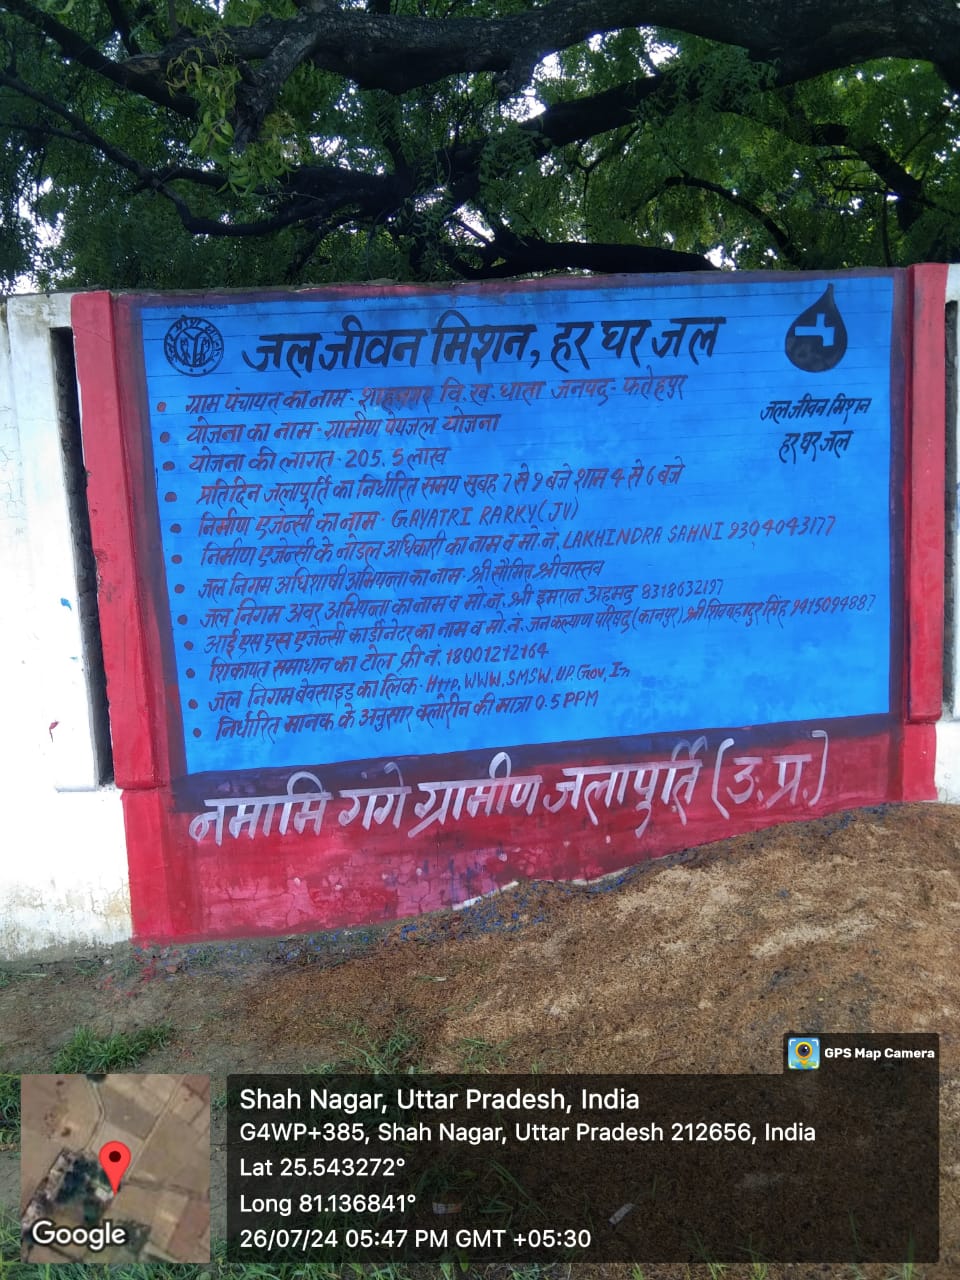 जल जीवन मिशन, हर घर जल
जल जीवन मिशन
हर घर जल
• ग्राम पंचायत का नाम - शाहनगर वि. ख. धाता जनपद - फतेहपुर
• योजना का नाम - ग्रामीण पेयजल योजना
• योजना की लागत - 205.5 लाख
• प्रतिदिन जलापूर्ति का निर्धारित समय सुबह 7 से 9 बजे शाम 4 से 6 बजे
• निर्माण एजेन्सी का नाम - GAYATRI RARKY (JV)
• निर्माण एजेन्सी के नोडल अधिकारी का नाम व मो.नं. LAKHINDRA SAHNI 9304043177
• जल निगम अधिशाषी अभियन्ता का नाम - श्री सौमित श्रीवास्तव
• जल निगम अवर अभियन्ता का नाम व मो.नं. श्री इमरान अहमद 8318632197
• आई एस एस एजेन्सी कार्डीनेटर का नाम व मो.नं. जन कल्याण परिषद (कानपुर) श्री शिवबहादुर सिंह 9415094887
• शिकायत समाधान का टोल फ्री नं. 18001212164
• जल निगम बेवसाइड का लिंक - Http.WWW.SMSW.UP.Gov.In
• निर्धारित मानक के अनुसार क्लोरीन की मात्रा 0.5 PPM
नमामि गंगे ग्रामीण जलापूर्ति (उ. प्र.)
GPS Map Camera
Shah Nagar, Uttar Pradesh, India
G4WP+385, Shah Nagar, Uttar Pradesh 212656, India
Lat 25.543272°
Long 81.136841°
26/07/24 05:47 PM GMT +05:30
Google